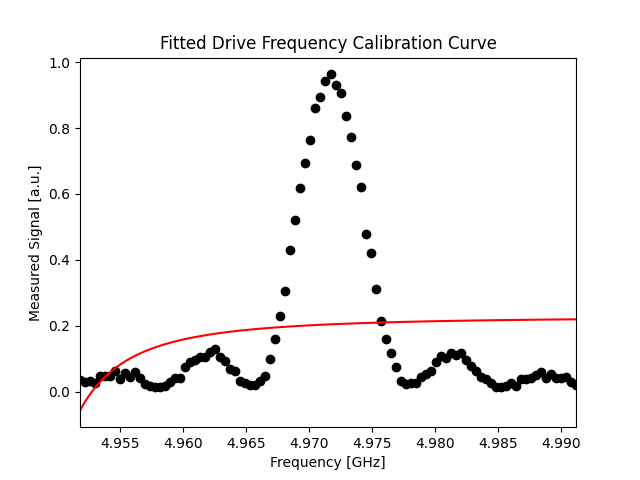 Fitted Drive Frequency Calibration Curve
Measured Signal [a.u.]
1.0
0.8
0.6
0.4
0.2
0.0
4.955 4.960 4.965 4.970 4.975 4.980 4.985 4.990
Frequency [GHz]